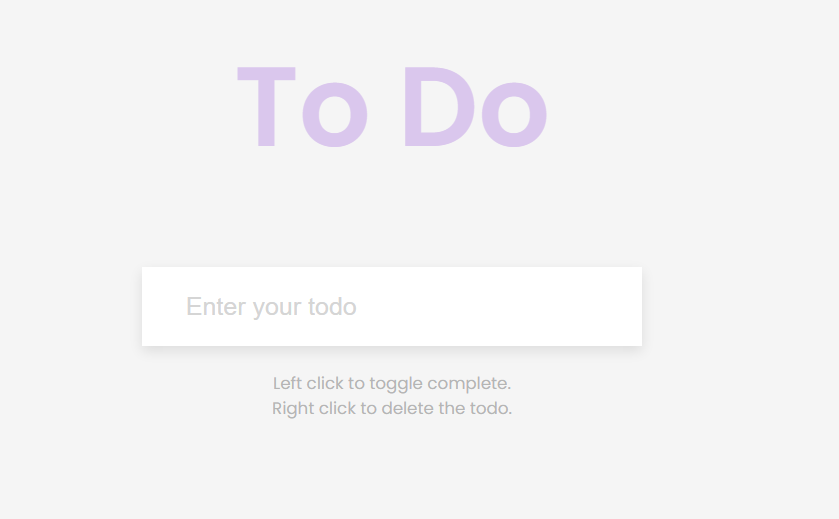 To Do
Enter your todo
Left click to toggle complete.
Right click to delete the todo.